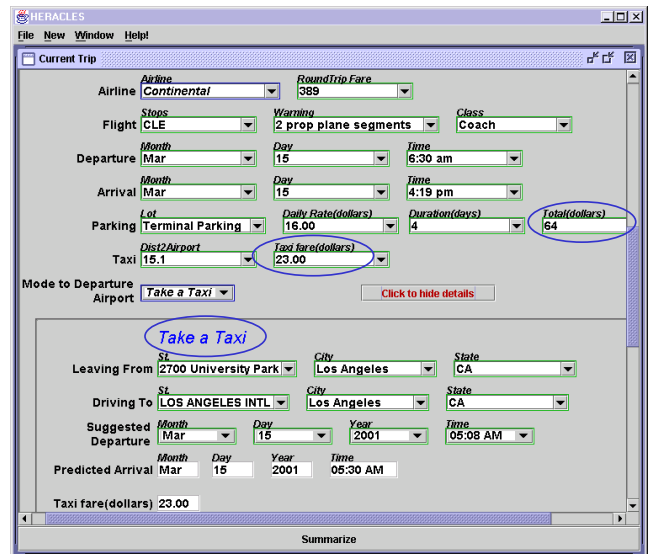 HERACLES
File New Window Help!
Current Trip
Airline RoundTrip Fare
Airline Continental 389
Stops Warning Class
Flight CLE 2 prop plane segments Coach
Month Day Time
Departure Mar 15 6:30 am
Month Day Time
Arrival Mar 15 4:19 pm
Lot Daily Rate(dollars) Duration(days) Total(dollars)
Parking Terminal Parking 16.00 4 64
Dist2Airport Taxi fare(dollars)
Taxi 15.1 23.00
Mode to Departure
Airport Take a Taxi Click to hide details
Take a Taxi
St. City State
Leaving From 2700 University Park Los Angeles CA
St. City State
Driving To LOS ANGELES INTL Los Angeles CA
Month Day Year Time
Suggested
Departure Mar 15 2001 05:08 AM
Month Day Year Time
Predicted Arrival Mar 15 2001 05:30 AM
Taxi fare(dollars) 23.00
Summarize